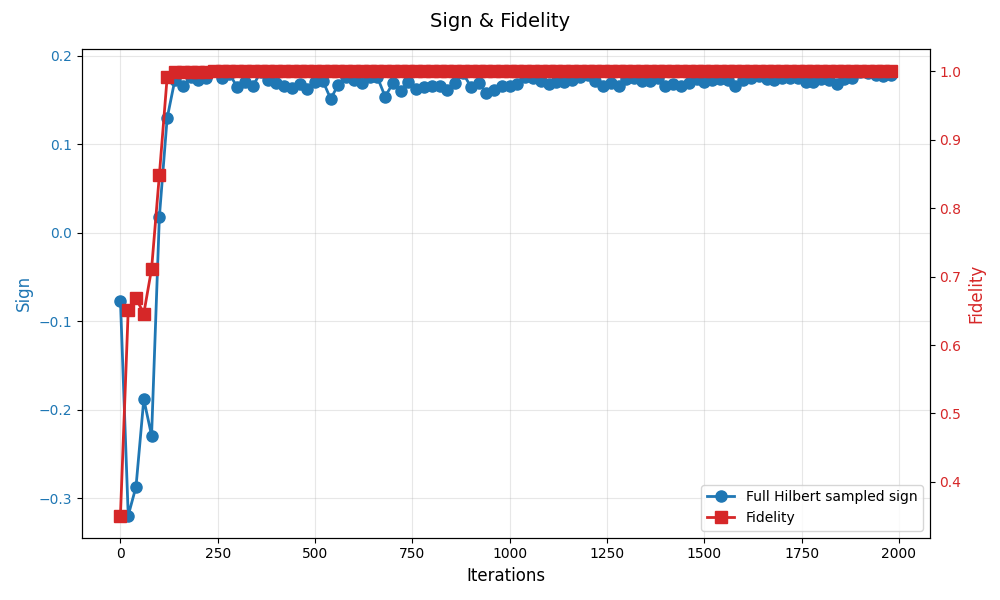 Sign & Fidelity
0.2
0.1
0.0
−0.1
−0.2
−0.3
Sign
1.0
0.9
0.8
0.7
0.6
0.5
0.4
Fidelity
Full Hilbert sampled sign
Fidelity
0 250 500 750 1000 1250 1500 1750 2000
Iterations